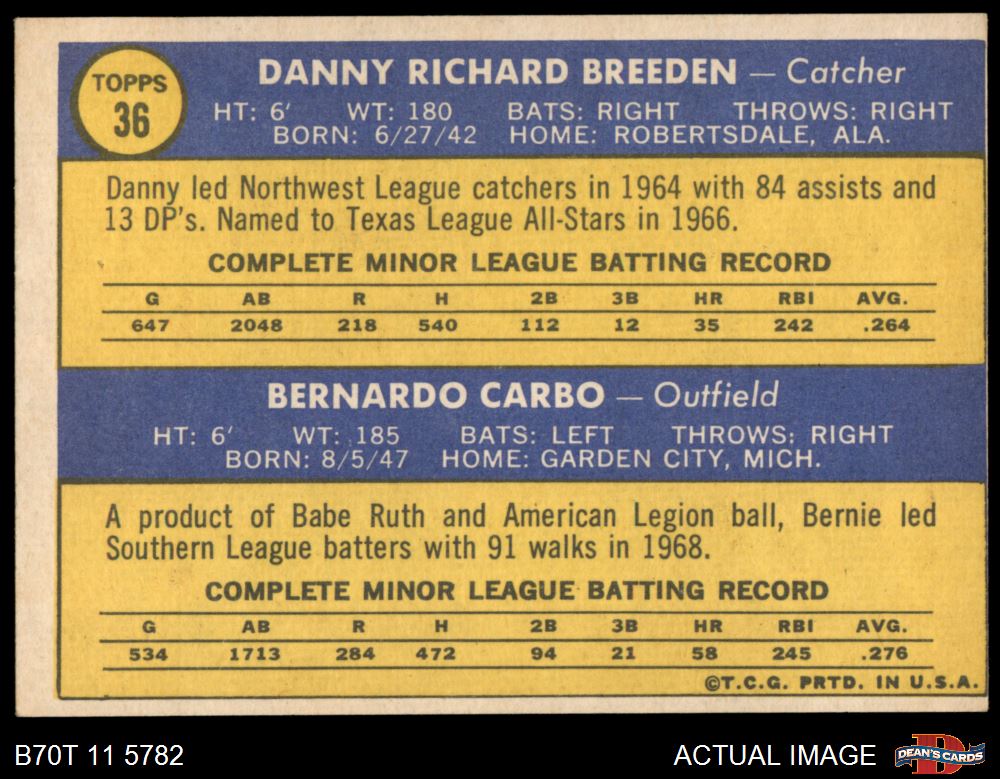 TOPPS
36
DANNY RICHARD BREEDEN — Catcher
HT: 6' WT: 180 BATS: RIGHT THROWS: RIGHT
BORN: 6/27/42 HOME: ROBERTSDALE, ALA.
Danny led Northwest League catchers in 1964 with 84 assists and
13 DP's. Named to Texas League All-Stars in 1966.
COMPLETE MINOR LEAGUE BATTING RECORD
G AB R H 2B 3B HR RBI AVG.
647 2048 218 540 112 12 35 242 .264
BERNARDO CARBO — Outfield
HT: 6' WT: 185 BATS: LEFT THROWS: RIGHT
BORN: 8/5/47 HOME: GARDEN CITY, MICH.
A product of Babe Ruth and American Legion ball, Bernie led
Southern League batters with 91 walks in 1968.
COMPLETE MINOR LEAGUE BATTING RECORD
G AB R H 2B 3B HR RBI AVG.
534 1713 284 472 94 21 58 245 .276
©T.C.G. PRTD. IN U.S.A.
B70T 11 5782 ACTUAL IMAGE D DEAN'S CARDS